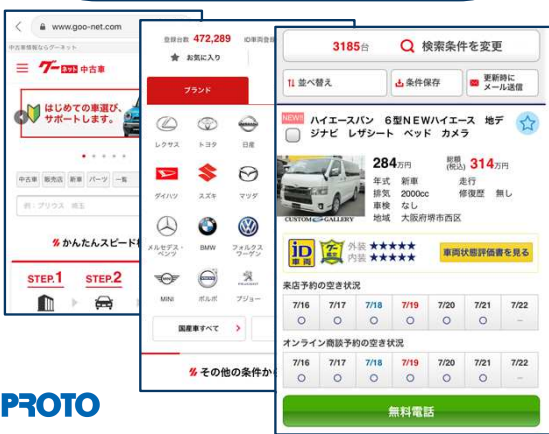 www.goo-net.com
中古車情報ならグーネット
グーネット 中古車
はじめての車選び、
サポートします。
中古車 販売店 新車 パーツ 一覧
例：プリウス 埼玉
かんたんスピード
STEP.1 STEP.2
登録台数 472,289 ID車両登録
お気に入り
ブランド
レクサス トヨタ 日産
ダイハツ スズキ マツダ
メルセデス・ベンツ BMW フォルクスワーゲン
MINI ボルボ プジョー
国産車すべて
その他の条件か
3185台 検索条件を変更
並べ替え 条件保存 更新時に
メール送信
NEW!! ハイエースバン 6型NEWハイエース 地デ
ジナビ レザシート ベッド カメラ
284万円 総額(税込) 314万円
年式 新車 走行
排気 2000cc 修復歴 無し
車検 なし
地域 大阪府堺市西区
CUSTOM GALLERY
iD車両 グー鑑定 外装 ★★★★★
内装 ★★★★★
車両状態評価書を見る
来店予約の空き状況
7/16 7/17 7/18 7/19 7/20 7/21 7/22
○ ○ ○ ○ ○ ○ −
オンライン商談予約の空き状況
7/16 7/17 7/18 7/19 7/20 7/21 7/22
○ ○ ○ ○ ○ ○ −
無料電話
PROTO